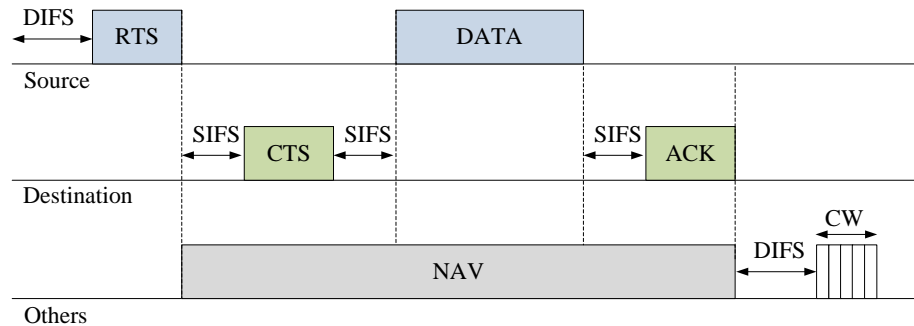 DIFS
RTS
DATA
Source
SIFS
CTS
SIFS
SIFS
ACK
Destination
CW
NAV
DIFS
Others